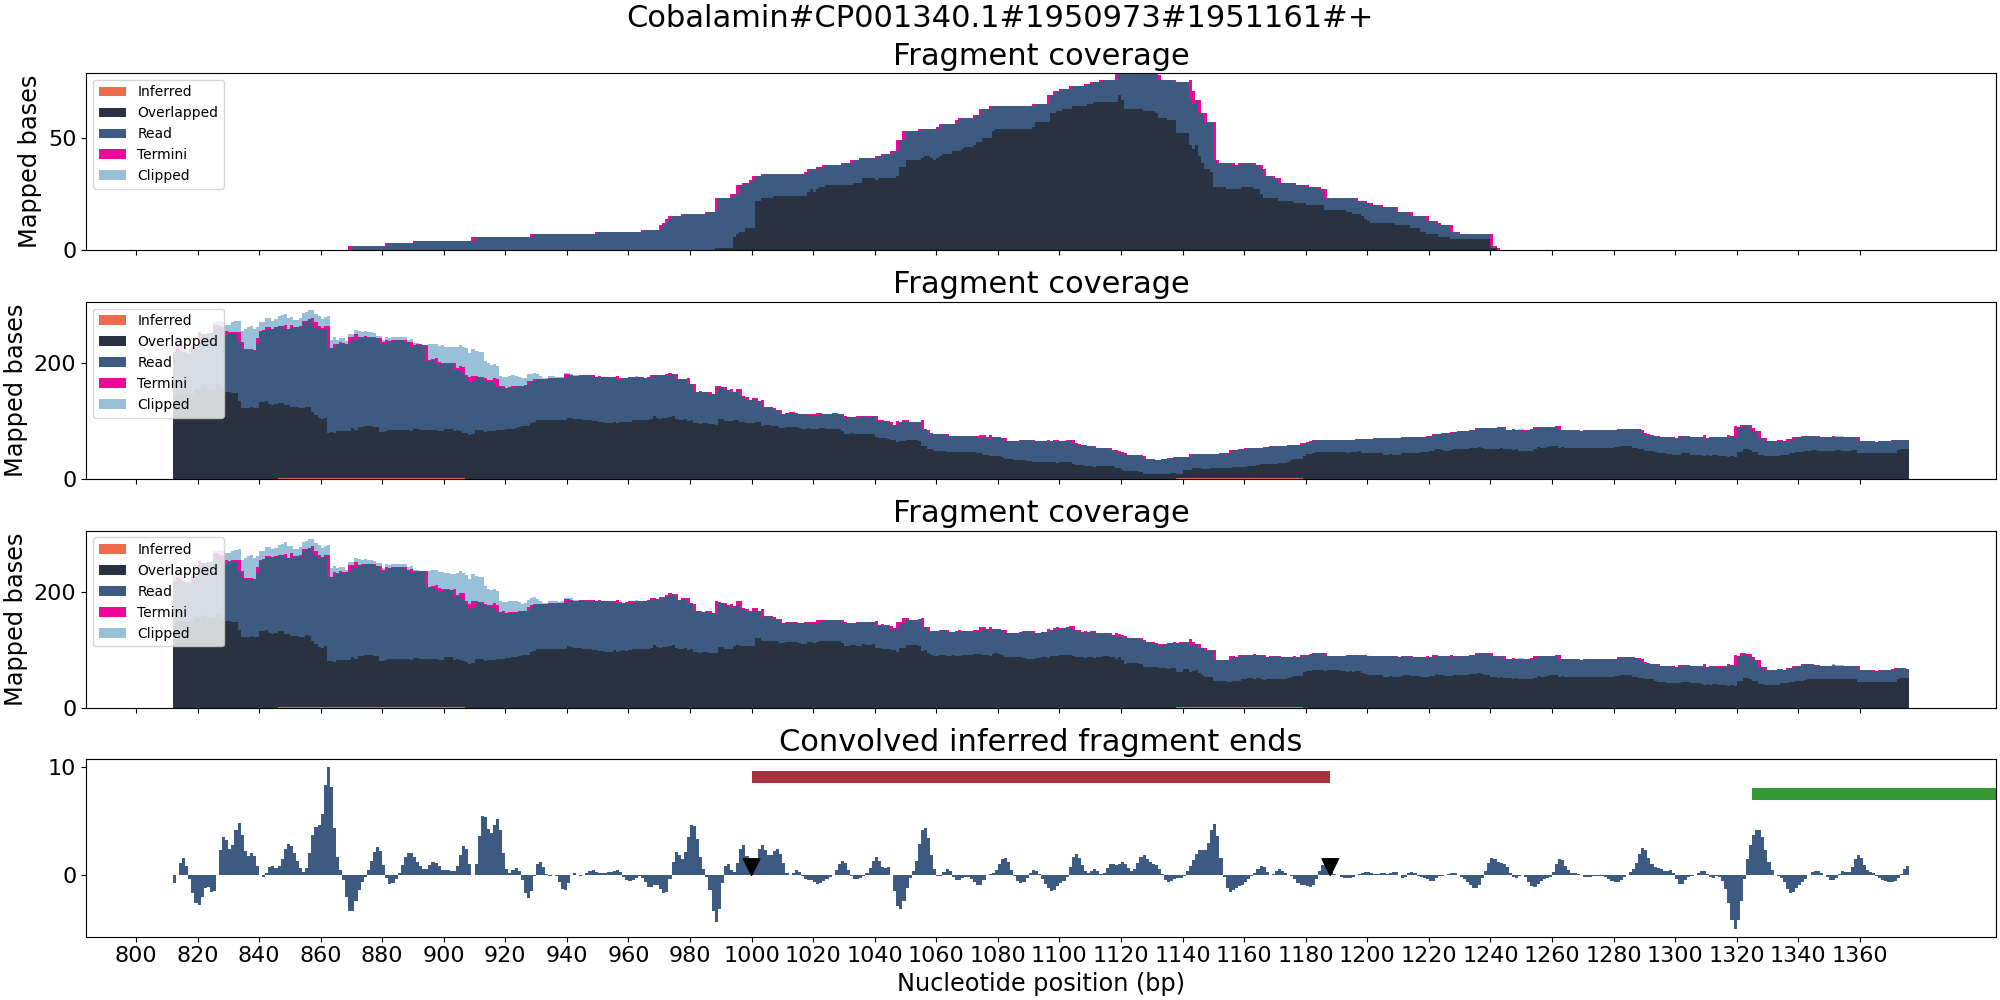 Cobalamin#CP001340.1#1950973#1951161#+
Fragment coverage
Mapped bases
50
0
Inferred
Overlapped
Read
Termini
Clipped
Fragment coverage
Mapped bases
200
0
Inferred
Overlapped
Read
Termini
Clipped
Fragment coverage
Mapped bases
200
0
Inferred
Overlapped
Read
Termini
Clipped
Convolved inferred fragment ends
10
0
800 820 840 860 880 900 920 940 960 980 1000 1020 1040 1060 1080 1100 1120 1140 1160 1180 1200 1220 1240 1260 1280 1300 1320 1340 1360
Nucleotide position (bp)